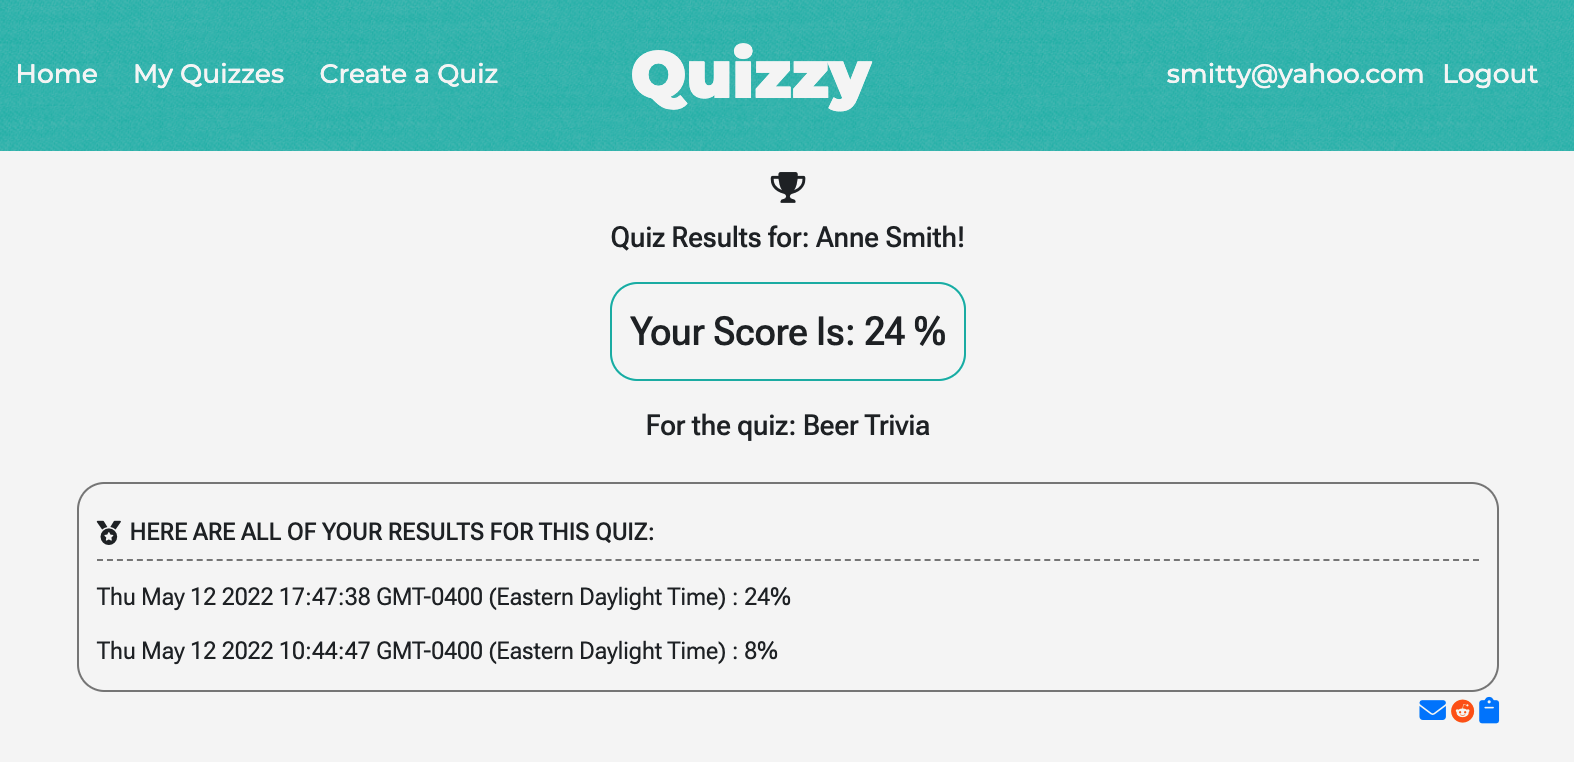 Home My Quizzes Create a Quiz Quizzy smitty@yahoo.com Logout
Quiz Results for: Anne Smith!
Your Score Is: 24 %
For the quiz: Beer Trivia
HERE ARE ALL OF YOUR RESULTS FOR THIS QUIZ:
Thu May 12 2022 17:47:38 GMT-0400 (Eastern Daylight Time) : 24%
Thu May 12 2022 10:44:47 GMT-0400 (Eastern Daylight Time) : 8%